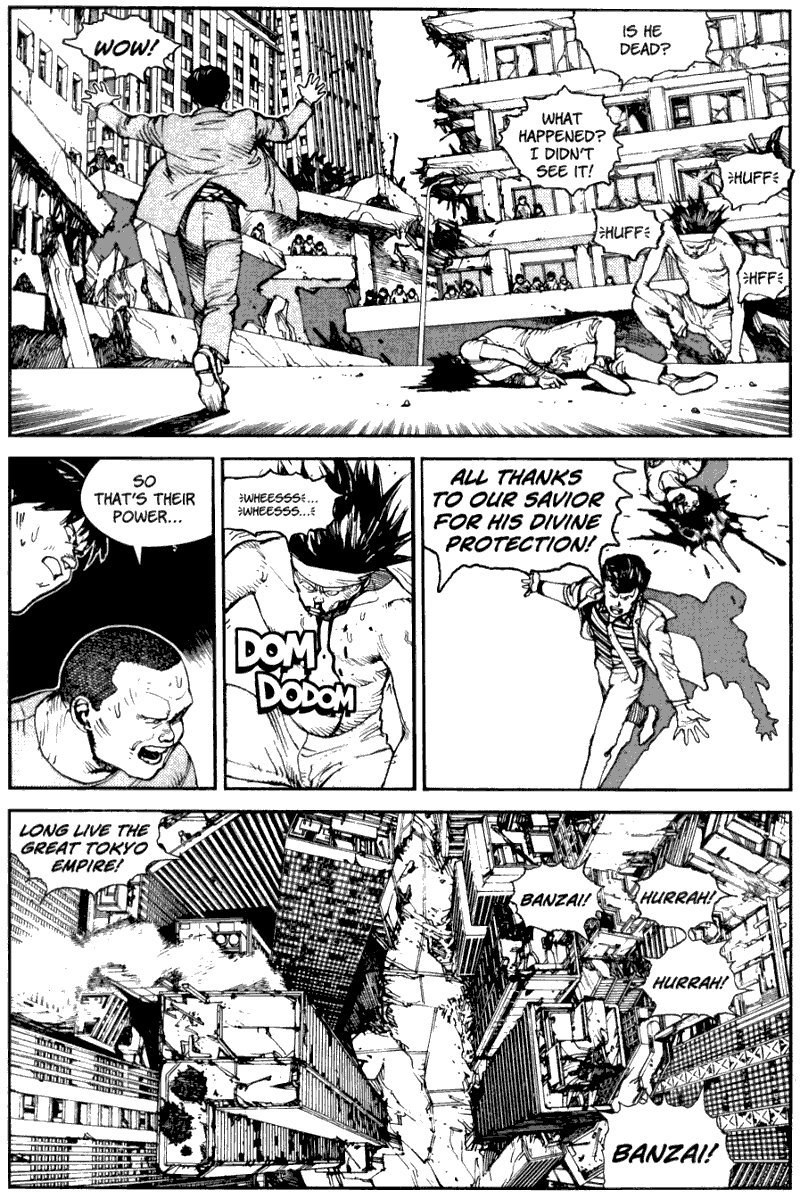 WOW!
IS HE
DEAD?
WHAT
HAPPENED?
I DIDN'T
SEE IT!
HUFF
HUFF
HFF
SO
THAT'S THEIR
POWER...
WHEESSS...
WHEESSS...
DOM
DODOM
ALL THANKS
TO OUR SAVIOR
FOR HIS DIVINE
PROTECTION!
LONG LIVE THE
GREAT TOKYO
EMPIRE!
BANZAI!
HURRAH!
HURRAH!
BANZAI!